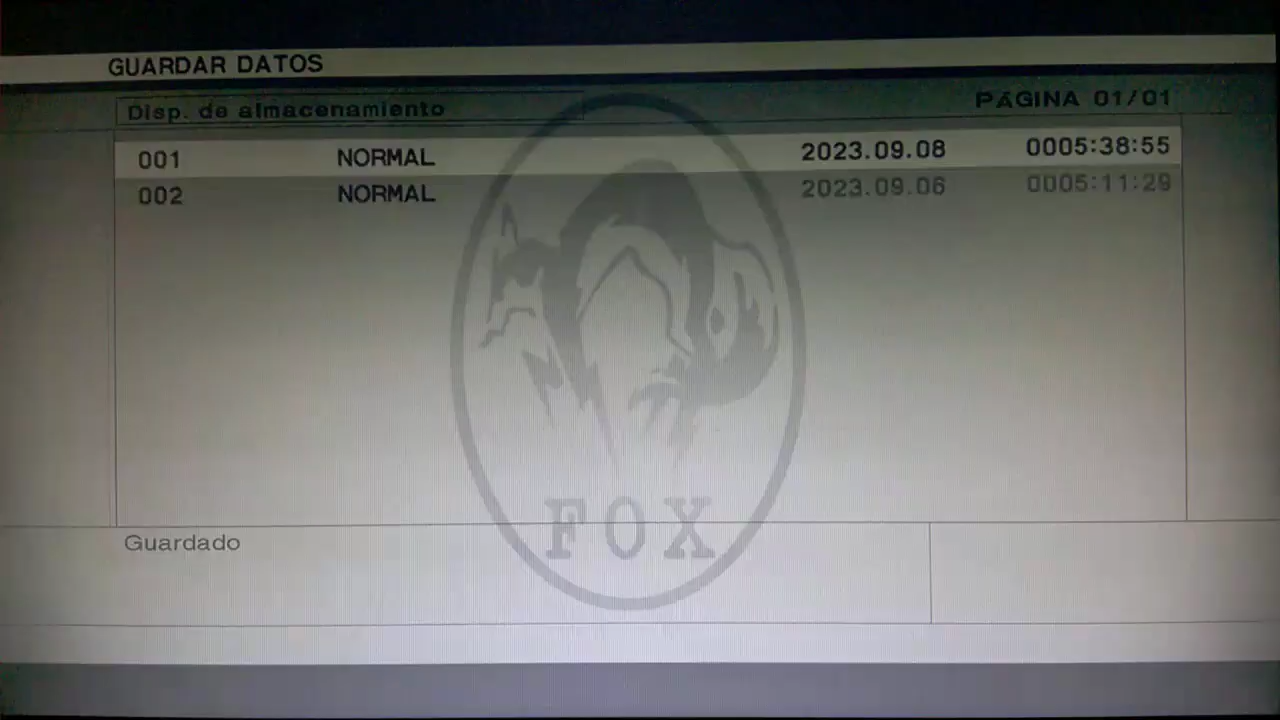 GUARDAR DATOS
Disp. de almacenamiento PÁGINA 01/01
001 NORMAL 2023.09.08 0005:38:55
002 NORMAL 2023.09.06 0005:11:29
FOX
Guardado